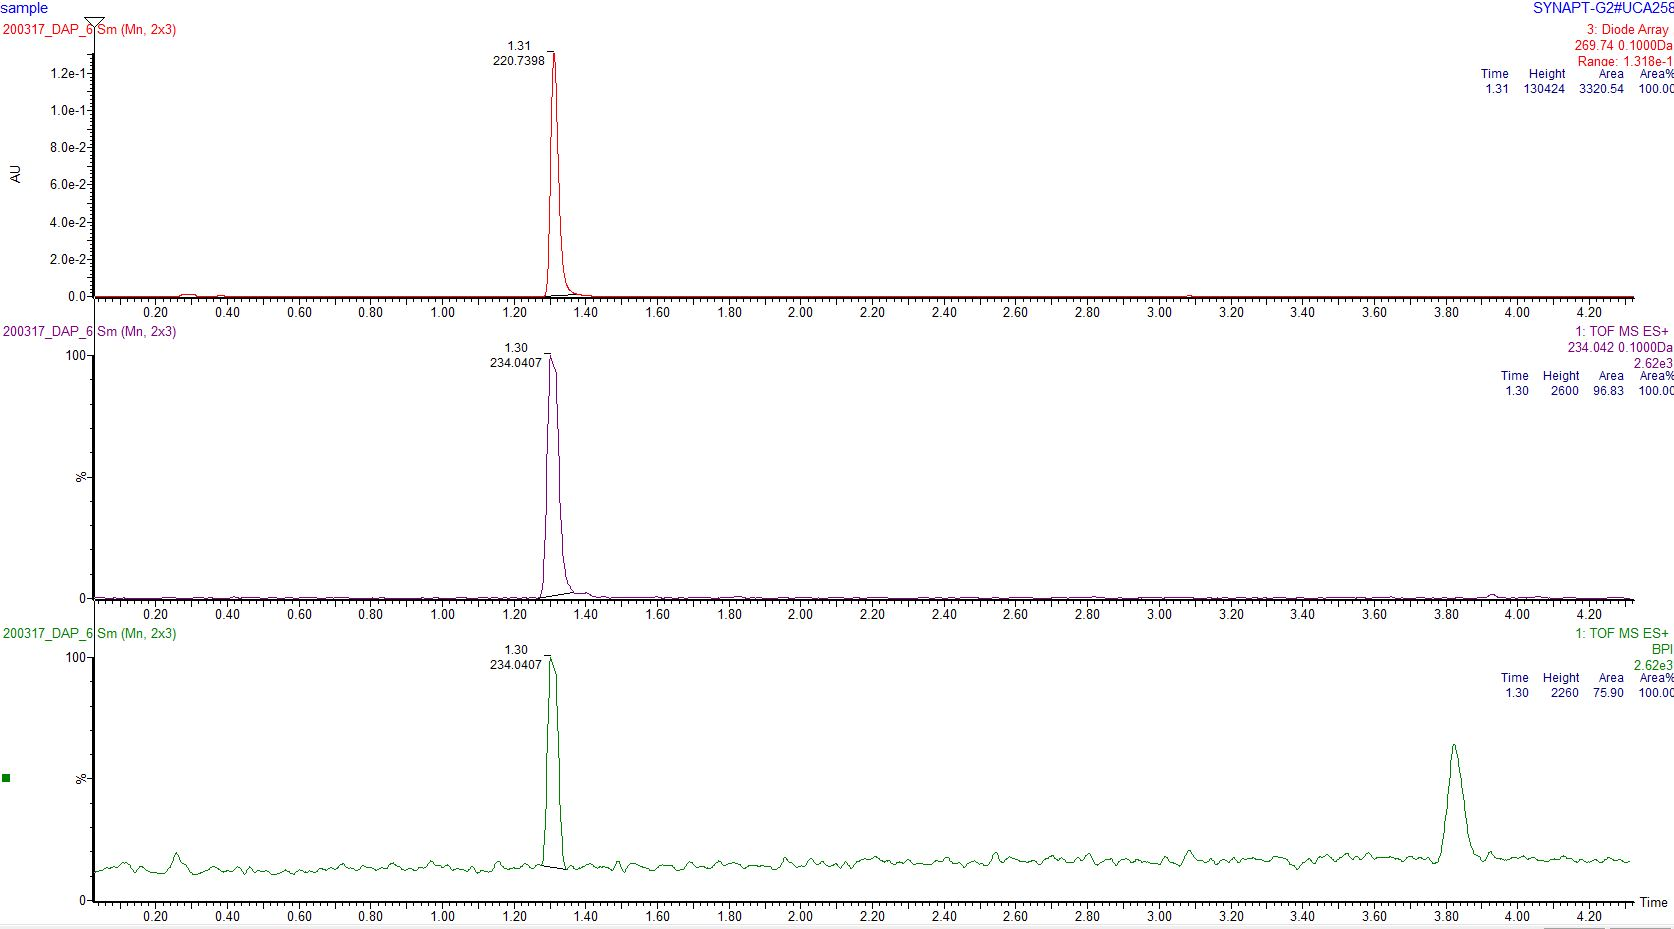 sample SYNAPT-G2#UCA258
200317_DAP_6 Sm (Mn, 2x3) 3: Diode Array
269.74 0.1000Da
Range: 1.318e-1
Time Height Area Area%
1.31 130424 3320.54 100.00
1.31
220.7398
AU
1.2e-1
1.0e-1
8.0e-2
6.0e-2
4.0e-2
2.0e-2
0.0
0.20 0.40 0.60 0.80 1.00 1.20 1.40 1.60 1.80 2.00 2.20 2.40 2.60 2.80 3.00 3.20 3.40 3.60 3.80 4.00 4.20
200317_DAP_6 Sm (Mn, 2x3) 1: TOF MS ES+
234.042 0.1000Da
2.62e3
Time Height Area Area%
1.30 2600 96.83 100.00
1.30
234.0407
100
%
0
0.20 0.40 0.60 0.80 1.00 1.20 1.40 1.60 1.80 2.00 2.20 2.40 2.60 2.80 3.00 3.20 3.40 3.60 3.80 4.00 4.20
200317_DAP_6 Sm (Mn, 2x3) 1: TOF MS ES+
BPI
2.62e3
Time Height Area Area%
1.30 2260 75.90 100.00
1.30
234.0407
100
%
0
0.20 0.40 0.60 0.80 1.00 1.20 1.40 1.60 1.80 2.00 2.20 2.40 2.60 2.80 3.00 3.20 3.40 3.60 3.80 4.00 4.20 Time